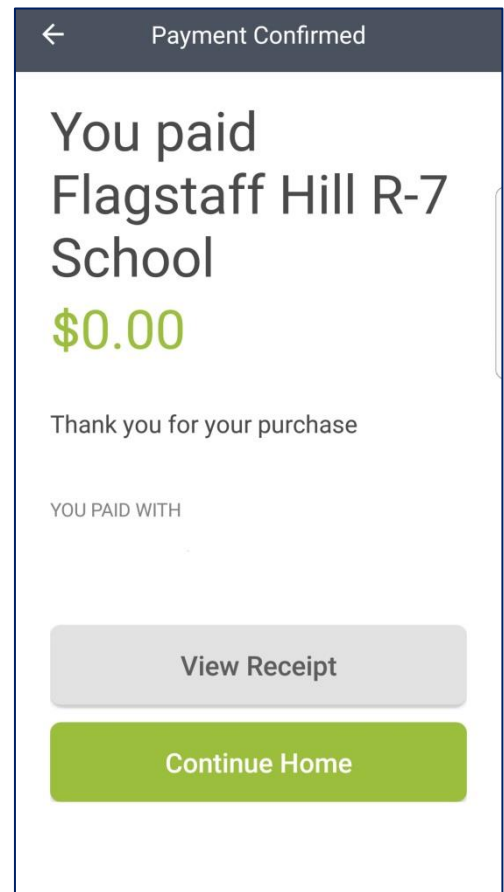 Payment Confirmed
You paid
Flagstaff Hill R-7
School
$0.00
Thank you for your purchase
YOU PAID WITH
View Receipt
Continue Home